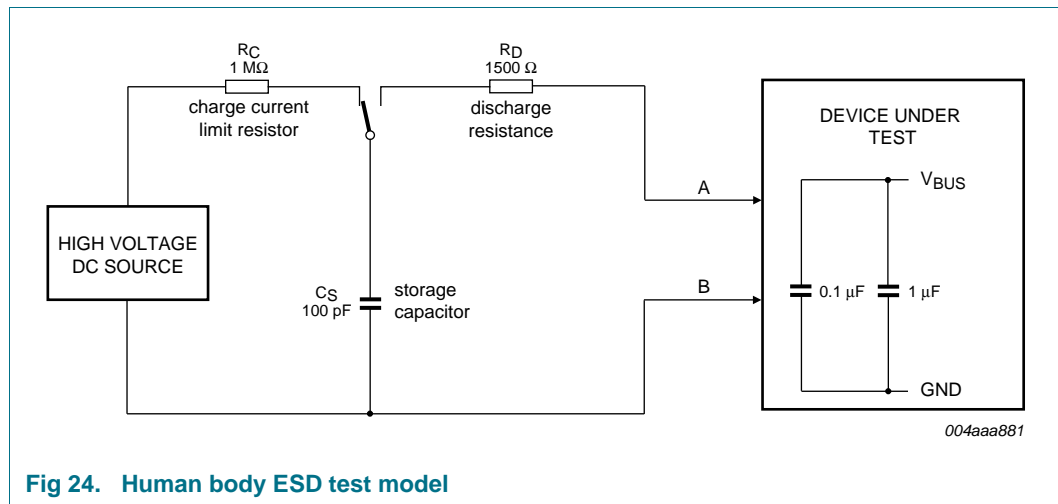 RC
1 MΩ
charge current
limit resistor
RD
1500 Ω
discharge
resistance
DEVICE UNDER
TEST
VBUS
A
HIGH VOLTAGE
DC SOURCE
CS
100 pF
storage
capacitor
B
0.1 μF
1 μF
GND
004aaa881
Fig 24. Human body ESD test model